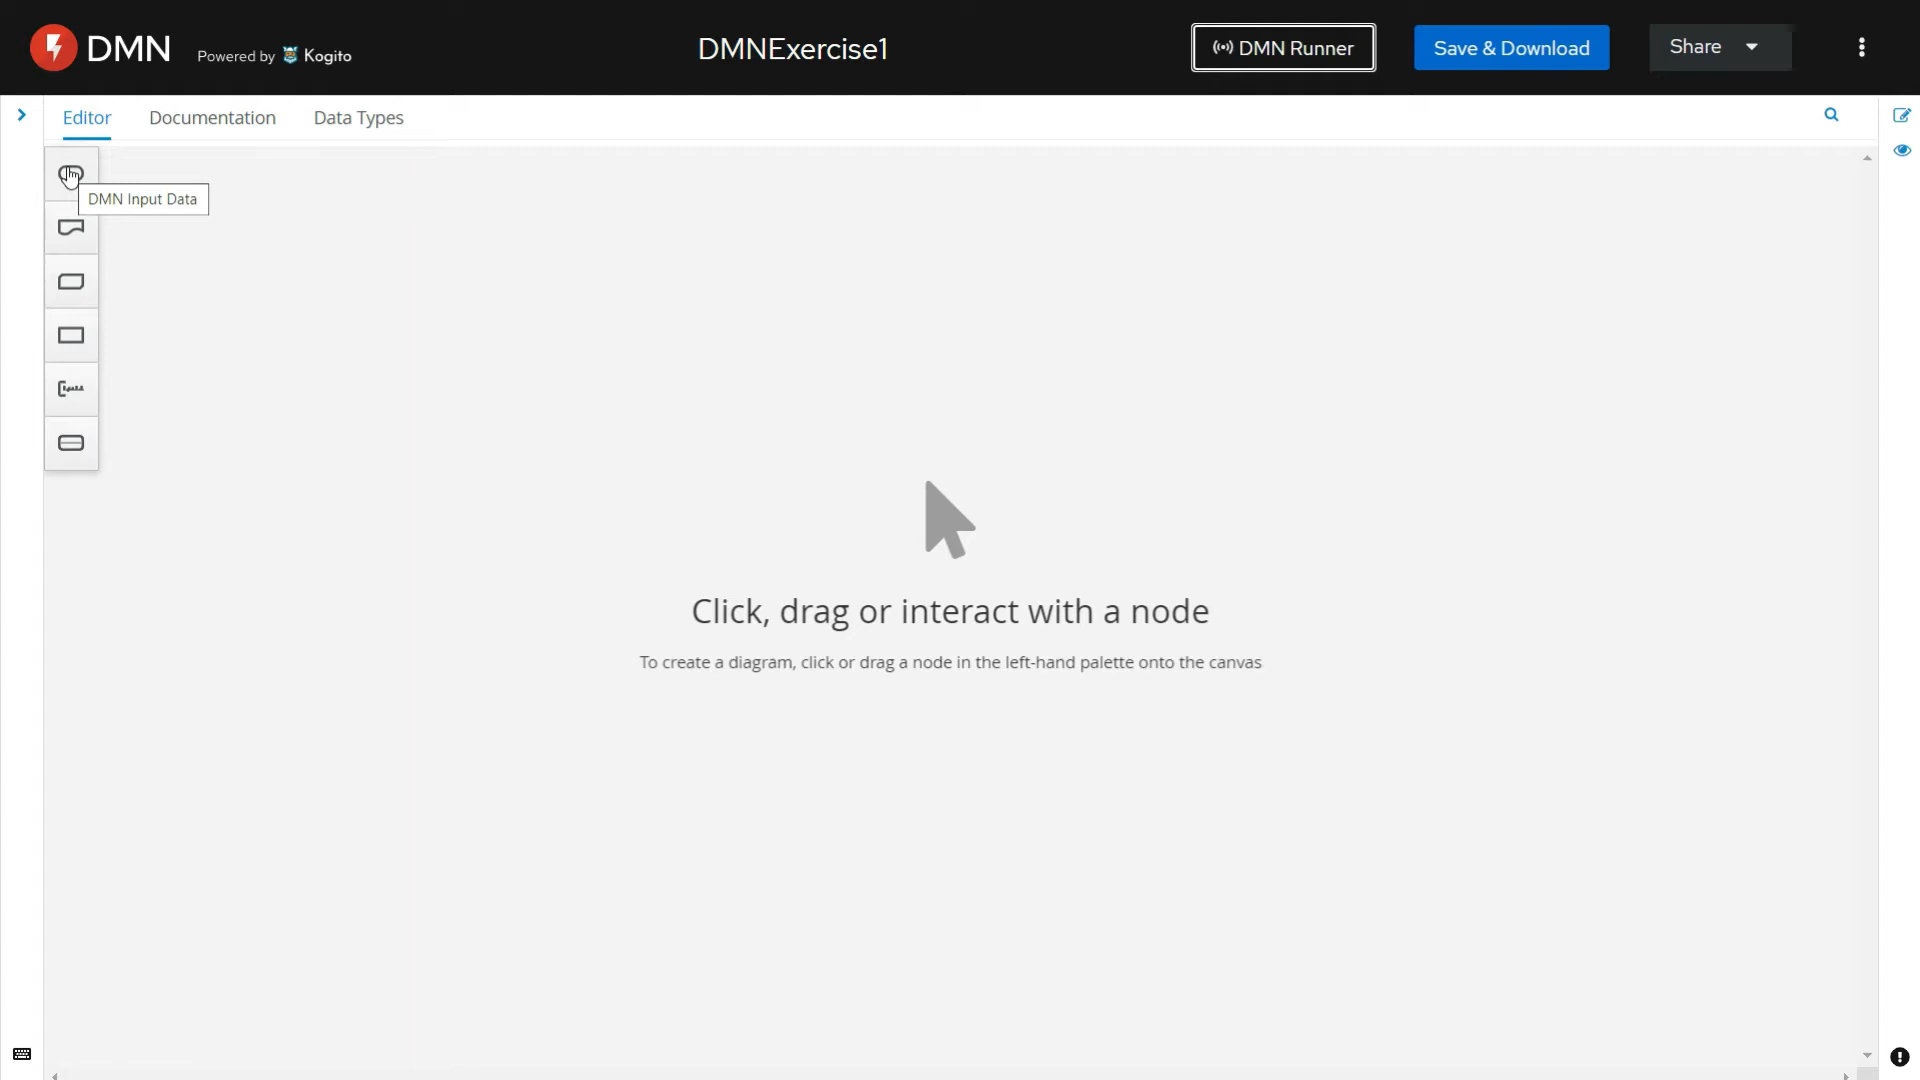 DMN Powered by Kogito
DMNExercise1
DMN Runner
Save & Download
Share
Editor
Documentation
Data Types
DMN Input Data
Click, drag or interact with a node
To create a diagram, click or drag a node in the left-hand palette onto the canvas